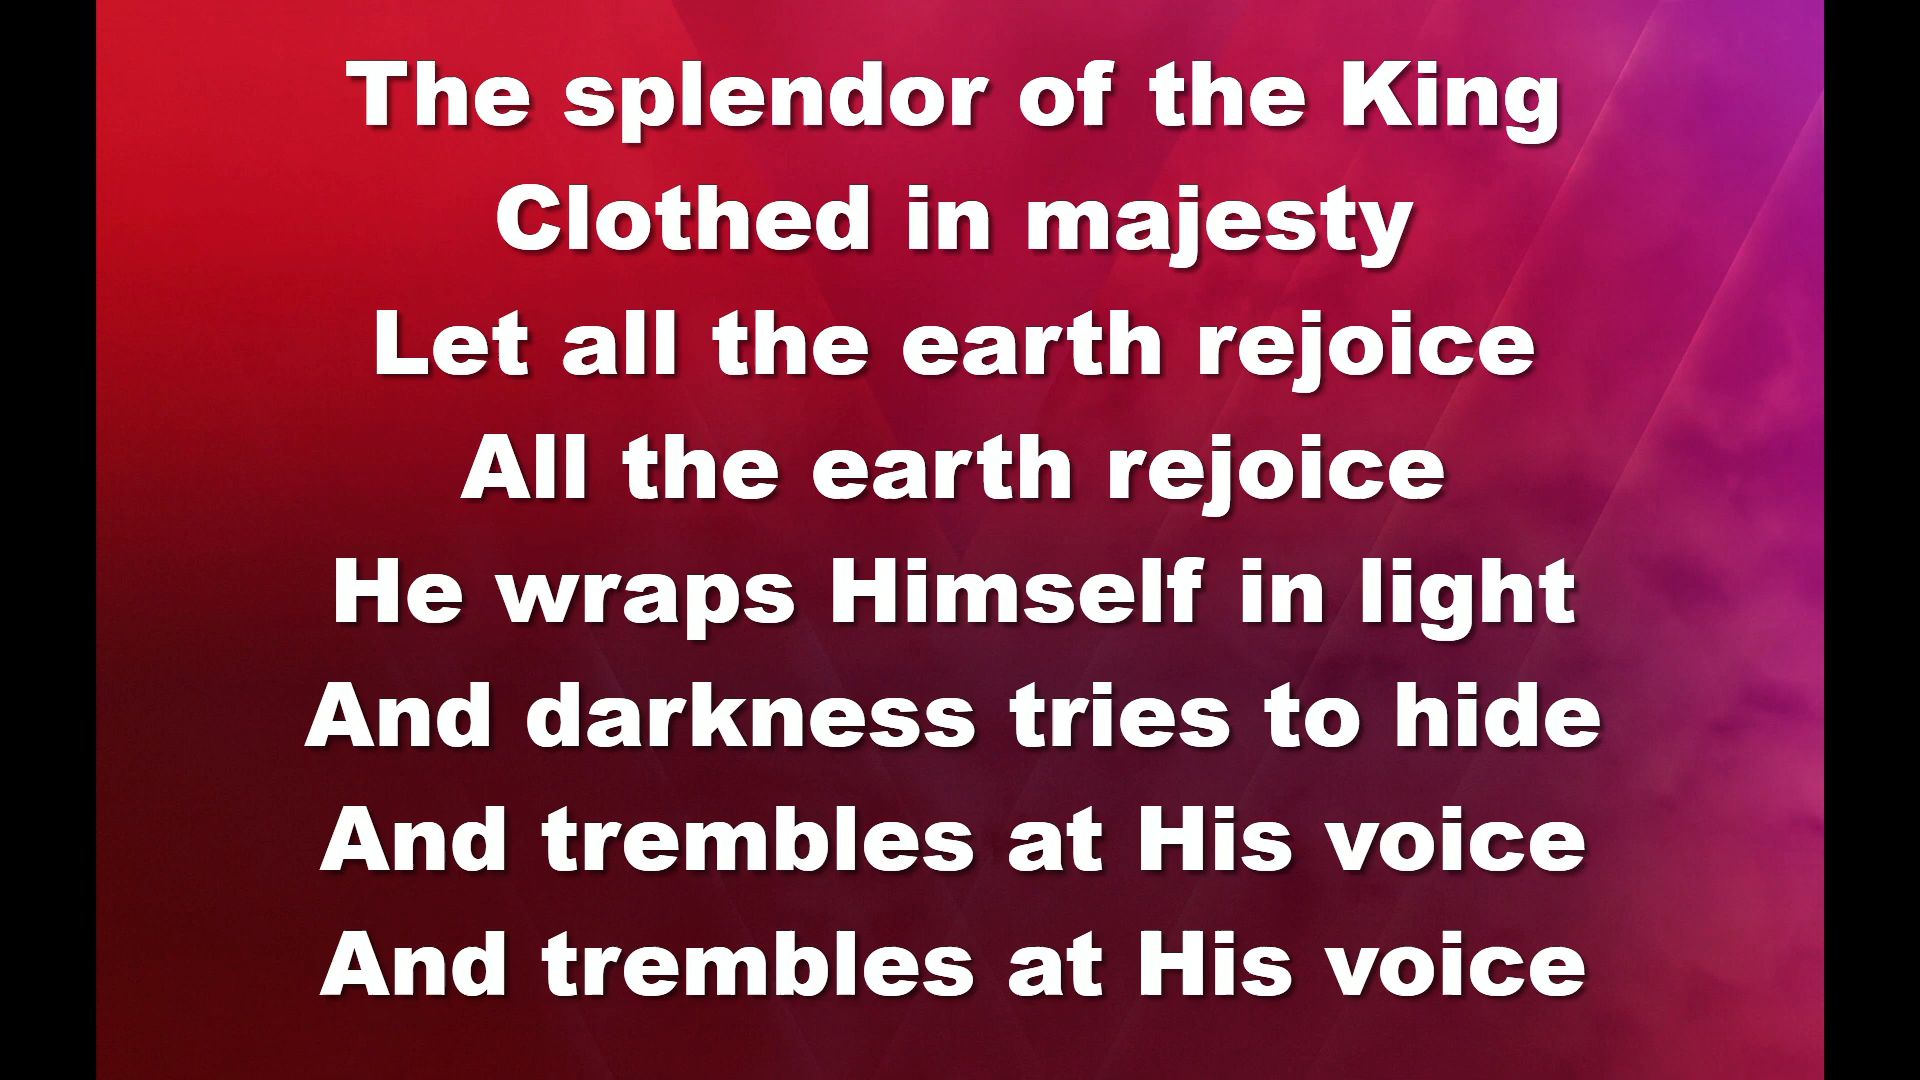 The splendor of the King
Clothed in majesty
Let all the earth rejoice
All the earth rejoice
He wraps Himself in light
And darkness tries to hide
And trembles at His voice
And trembles at His voice